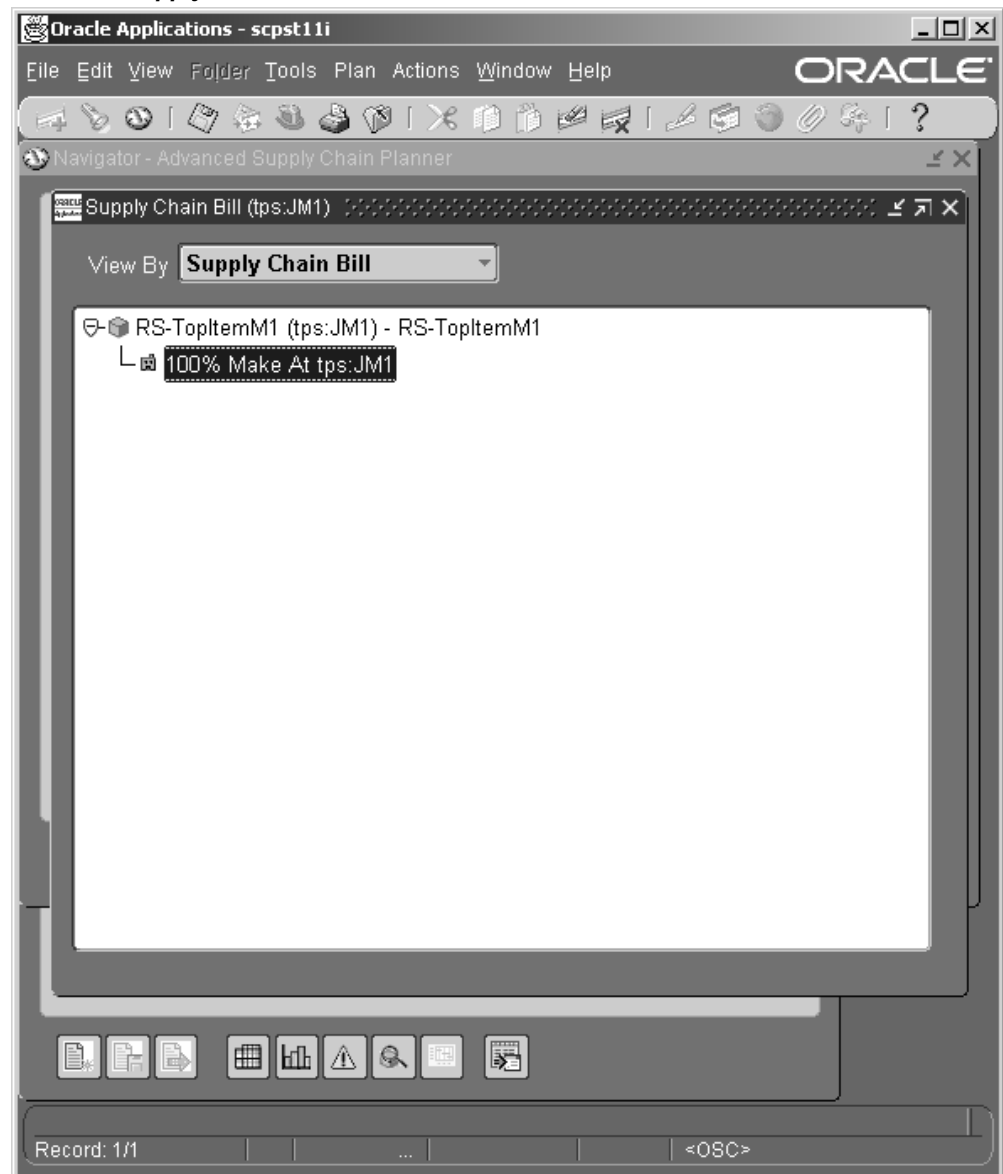 Oracle Applications - scpst11i
File Edit View Folder Tools Plan Actions Window Help ORACLE
Navigator - Advanced Supply Chain Planner
Supply Chain Bill (tps:JM1)
View By Supply Chain Bill
RS-TopItemM1 (tps:JM1) - RS-TopItemM1
100% Make At tps:JM1
Record: 1/1 ... <OSC>